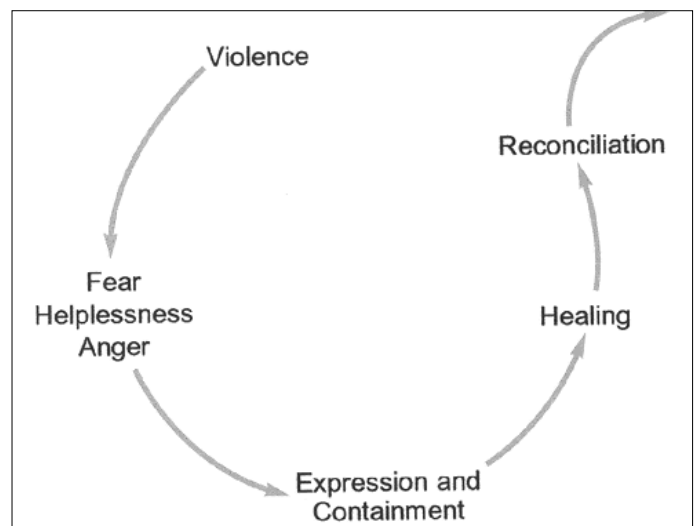 Violence
Fear
Helplessness
Anger
Expression and
Containment
Healing
Reconciliation